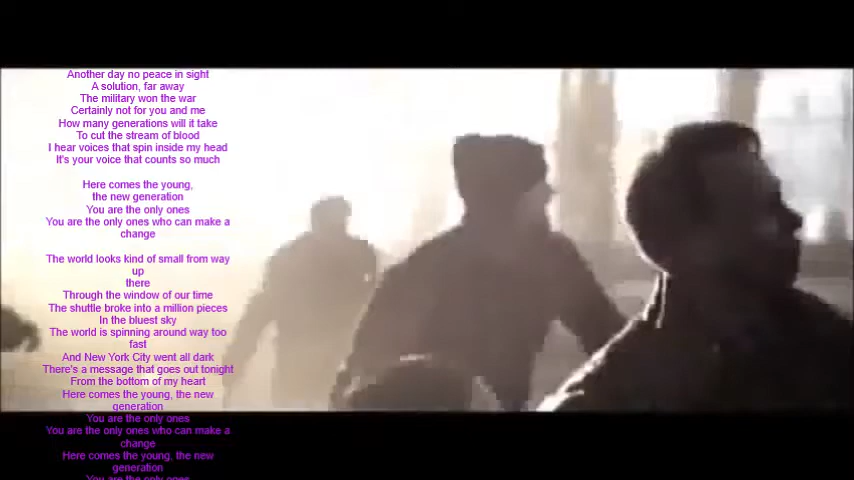 Another day no peace in sight
A solution, far away
The military won the war
Certainly not for you and me
How many generations will it take
To cut the stream of blood
I hear voices that spin inside my head
It's your voice that counts so much
Here comes the young,
the new generation
You are the only ones
You are the only ones who can make a
change
The world looks kind of small from way
up
there
Through the window of our time
The shuttle broke into a million pieces
In the bluest sky
The world is spinning around way too
fast
And New York City went all dark
There's a message that goes out tonight
From the bottom of my heart
Here comes the young, the new
generation
You are the only ones
You are the only ones who can make a
change
Here comes the young, the new
generation
You are the only ones